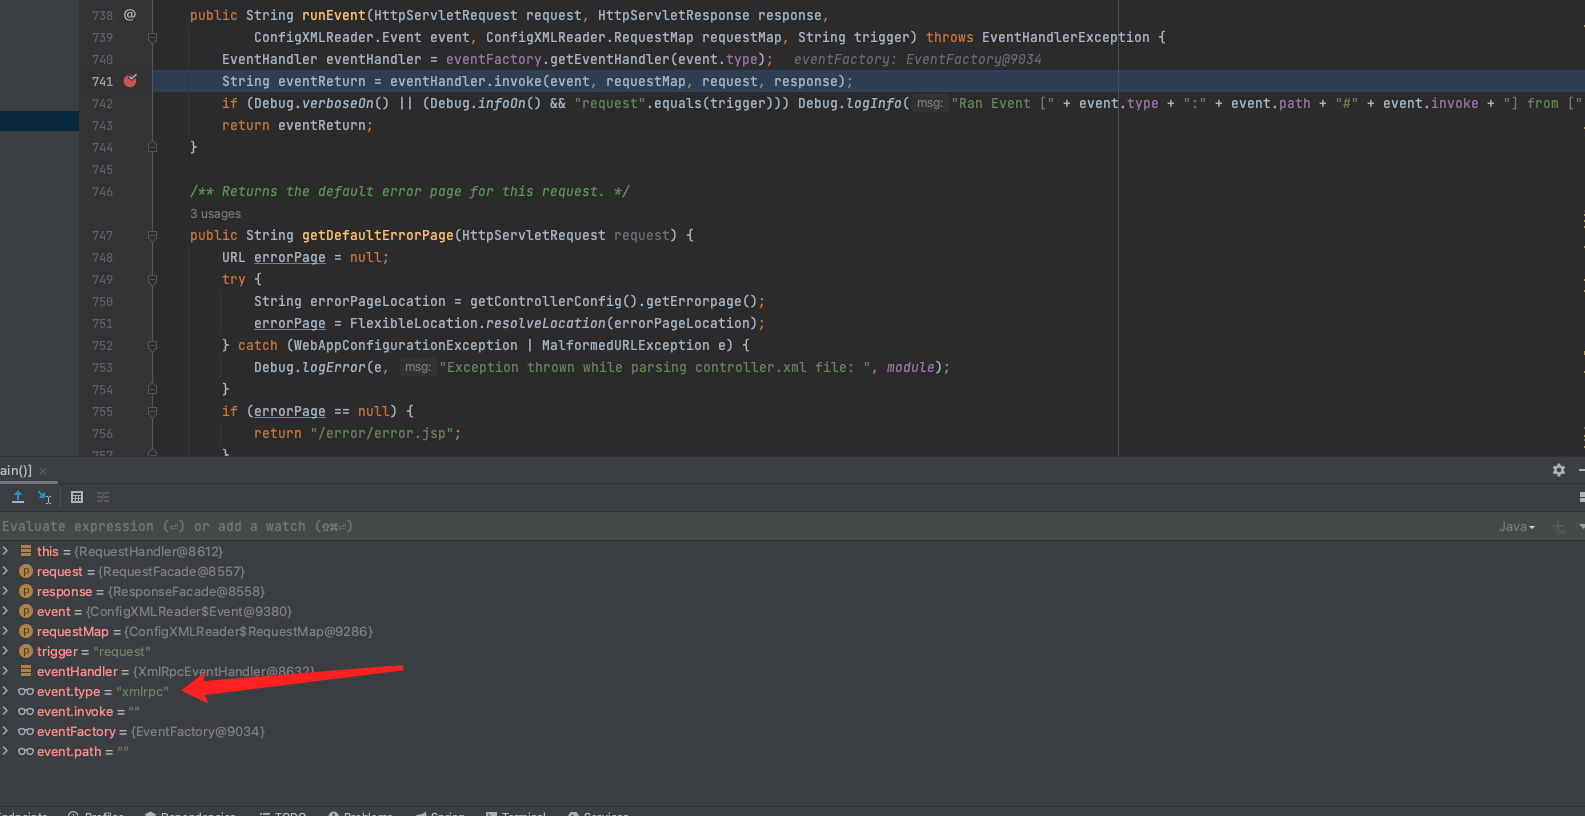 738 @ public String runEvent(HttpServletRequest request, HttpServletResponse response,
739 ConfigXMLReader.Event event, ConfigXMLReader.RequestMap requestMap, String trigger) throws EventHandlerException {
740 EventHandler eventHandler = eventFactory.getEventHandler(event.type); eventFactory: EventFactory@9034
741 String eventReturn = eventHandler.invoke(event, requestMap, request, response);
742 if (Debug.verboseOn() || (Debug.infoOn() && "request".equals(trigger))) Debug.logInfo( msg: "Ran Event [" + event.type + ":" + event.path + "#" + event.invoke + "] from ["
743 return eventReturn;
744 }
745
746 /** Returns the default error page for this request. */
3 usages
747 public String getDefaultErrorPage(HttpServletRequest request) {
748 URL errorPage = null;
749 try {
750 String errorPageLocation = getControllerConfig().getErrorpage();
751 errorPage = FlexibleLocation.resolveLocation(errorPageLocation);
752 } catch (WebAppConfigurationException | MalformedURLException e) {
753 Debug.logError(e, msg: "Exception thrown while parsing controller.xml file: ", module);
754 }
755 if (errorPage == null) {
756 return "/error/error.jsp";
757 }
ain()] ×
Evaluate expression (⏎) or add a watch (⇧⌘⏎)
Java
this = {RequestHandler@8612}
request = {RequestFacade@8557}
response = {ResponseFacade@8558}
event = {ConfigXMLReader$Event@9380}
requestMap = {ConfigXMLReader$RequestMap@9286}
trigger = "request"
eventHandler = {XmlRpcEventHandler@8632}
event.type = "xmlrpc"
event.invoke = ""
eventFactory = {EventFactory@9034}
event.path = ""
Endpoints Profiler Dependencies TODO Problems Spring Terminal Services